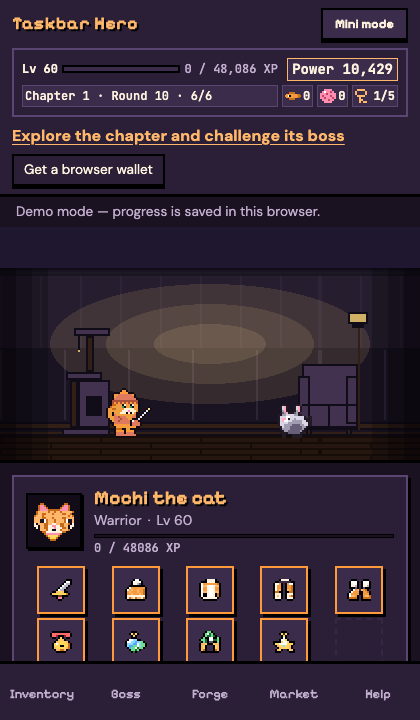 Taskbar Hero
Mini mode
Lv 60
0 / 48,086 XP
Power 10,429
Chapter 1 · Round 10 · 6/6
0
0
1/5
Explore the chapter and challenge its boss
Get a browser wallet
Demo mode — progress is saved in this browser.
Mochi the cat
Warrior · Lv 60
0 / 48086 XP
Inventory
Boss
Forge
Market
Help